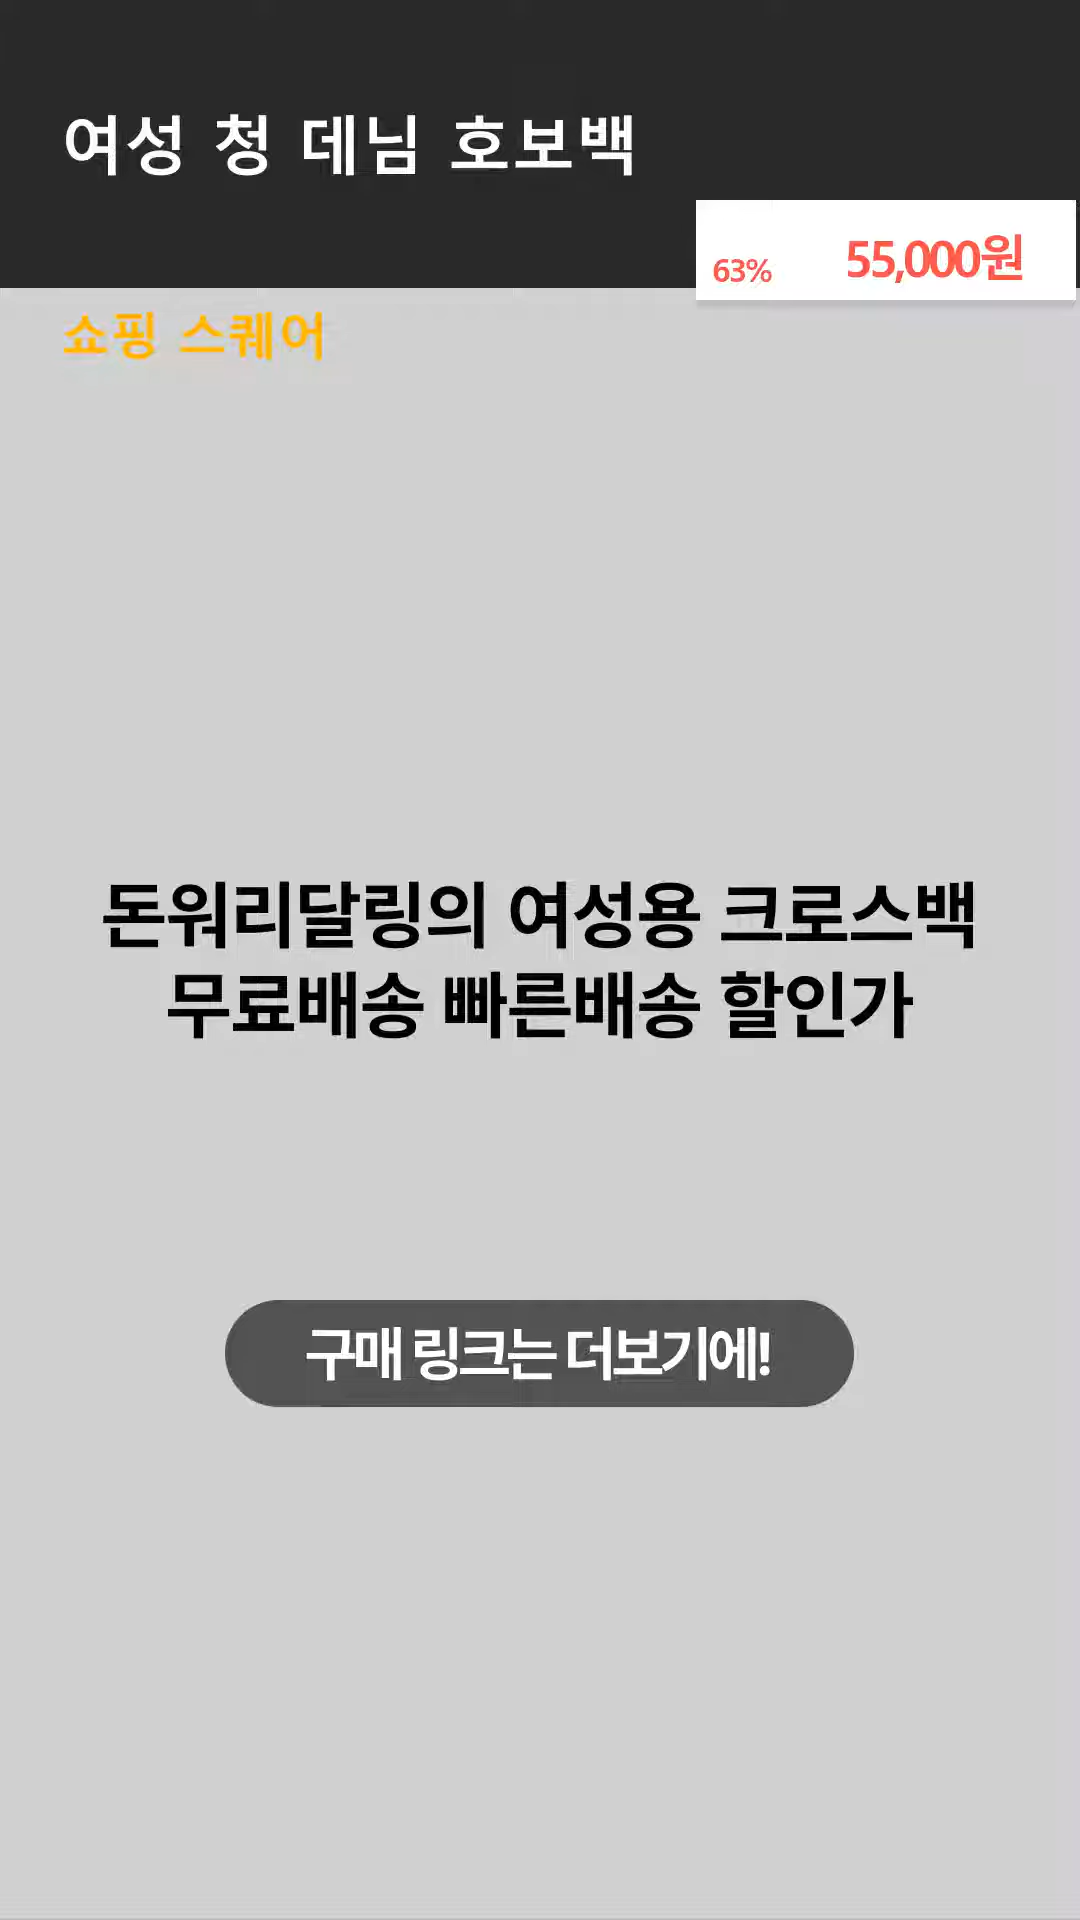 여성 청 데님 호보백
63% 55,000원
쇼핑 스퀘어
돈워리달링의 여성용 크로스백
무료배송 빠른배송 할인가
구매 링크는 더보기에!